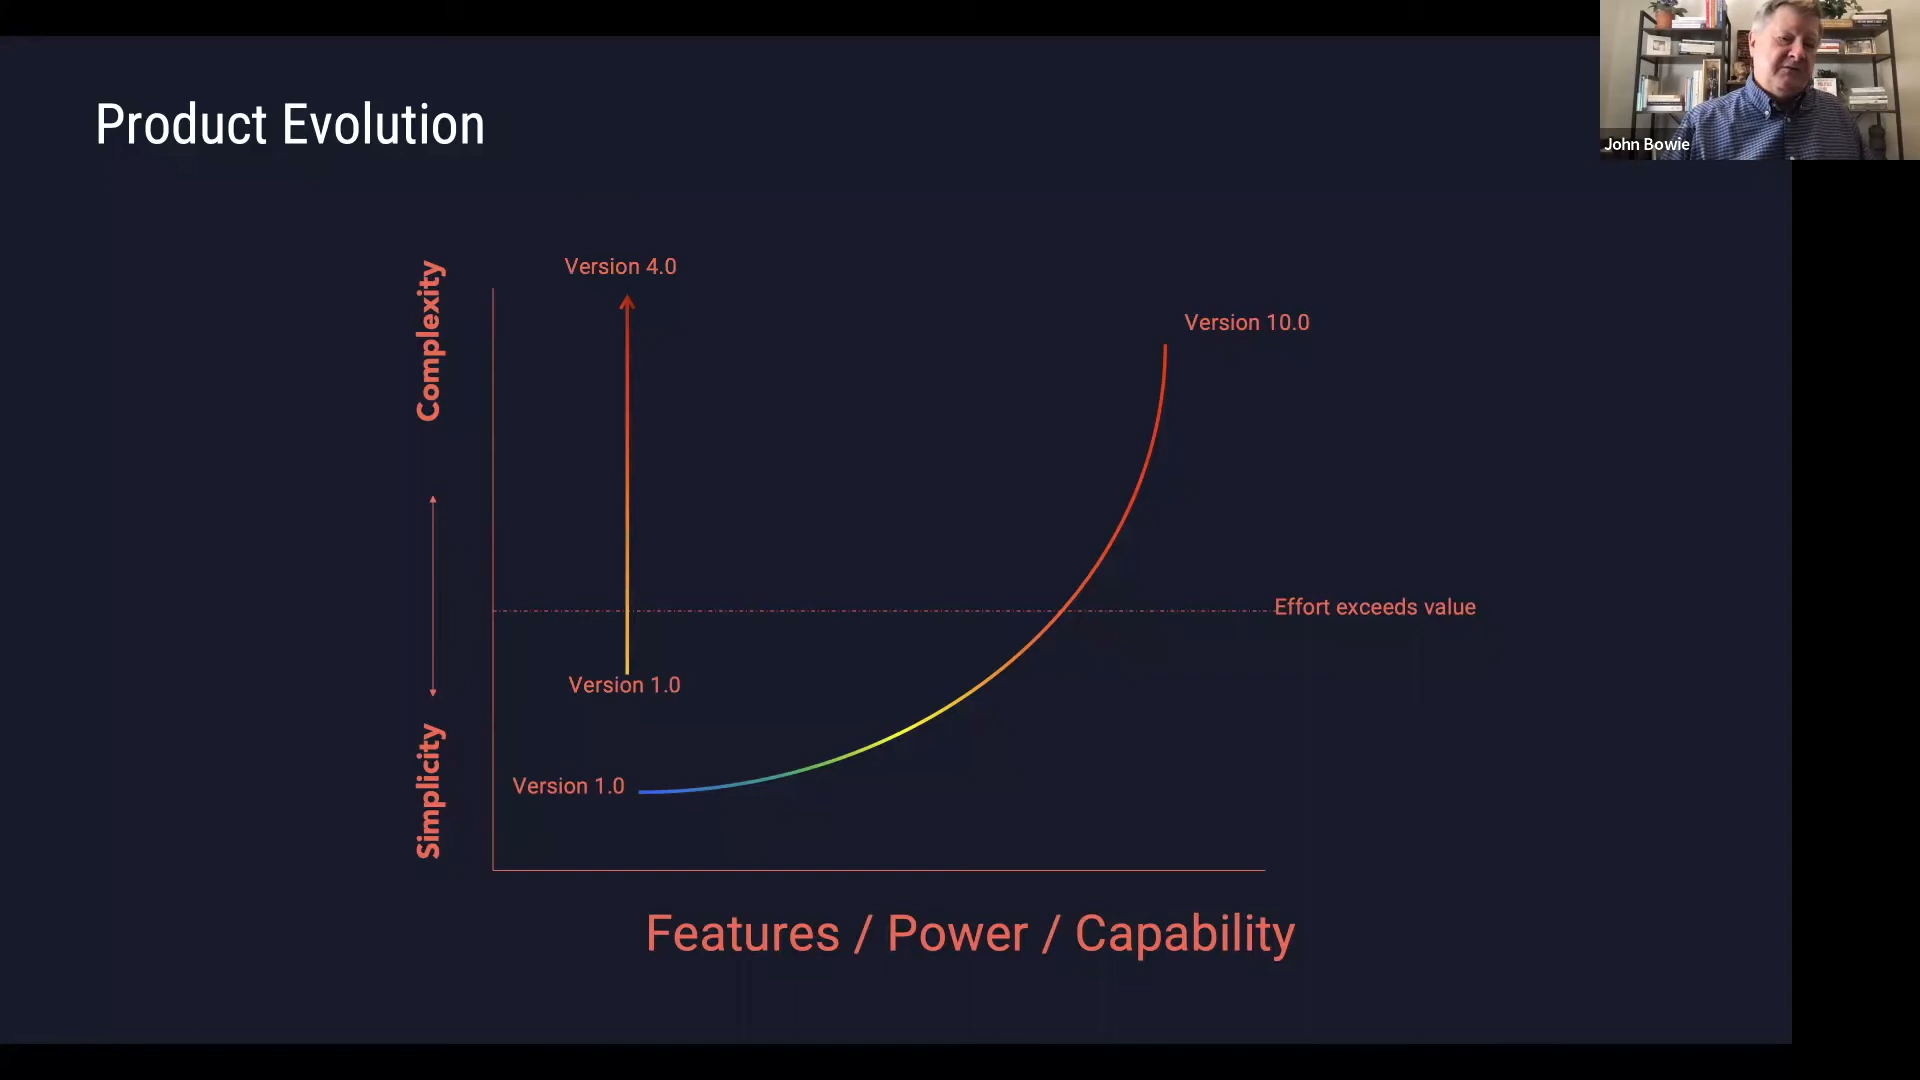 Product Evolution
John Bowie
Complexity
Simplicity
Version 4.0
Version 10.0
Effort exceeds value
Version 1.0
Version 1.0
Features / Power / Capability